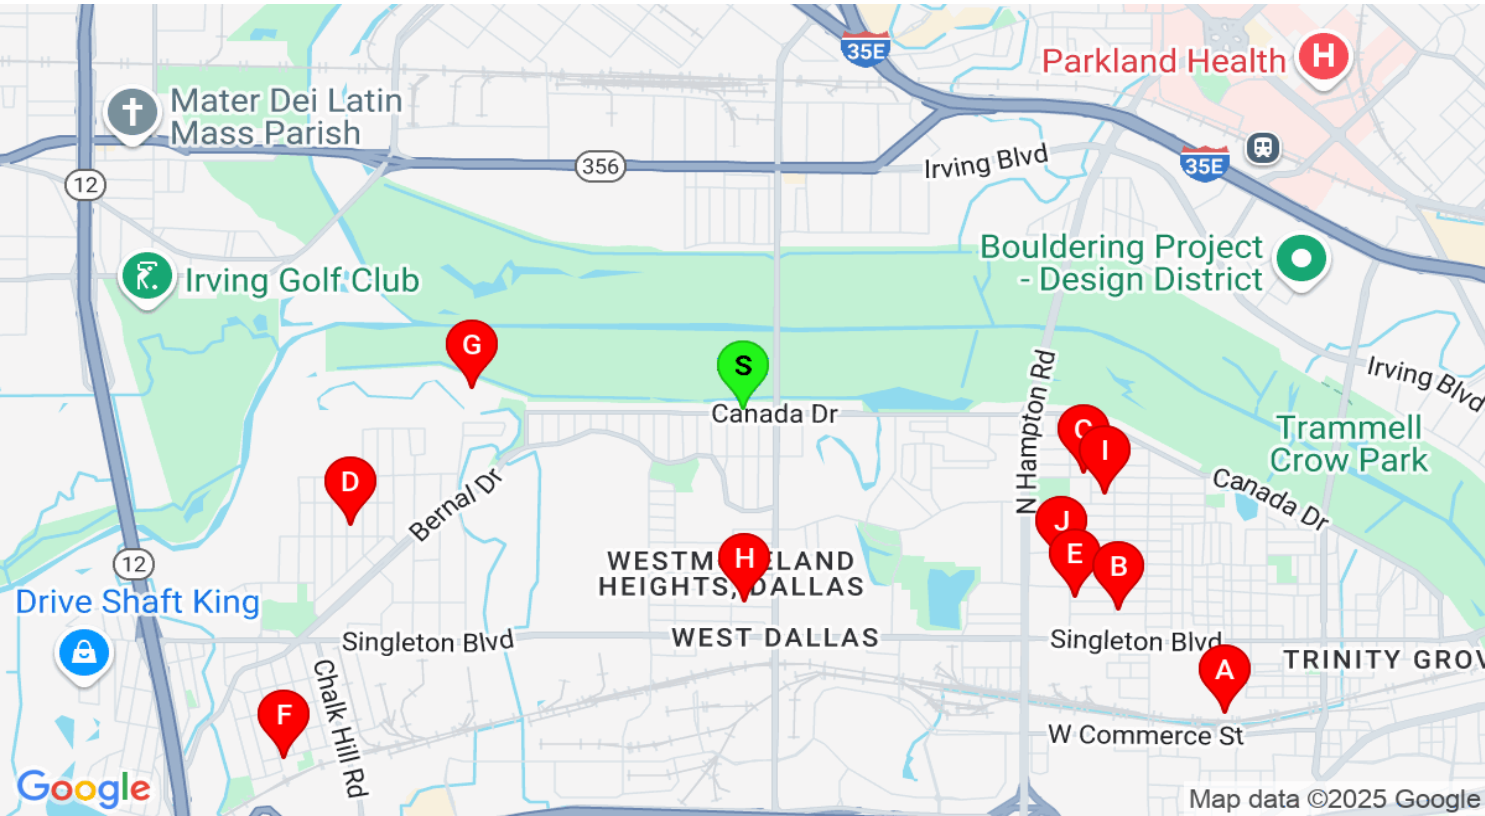 35E
Parkland Health
H
Mater Dei Latin
Mass Parish
12
356
Irving Blvd
35E
Irving Golf Club
Bouldering Project
- Design District
G
S
Canada Dr
N Hampton Rd
Irving Blvd
Trammell
Crow Park
C
I
D
Bernal Dr
Canada Dr
J
E
B
H
12
HEIGHTS, DALLAS
Drive Shaft King
Singleton Blvd
WEST DALLAS
Singleton Blvd
TRINITY GROV
A
F
Chalk Hill Rd
W Commerce St
Google
Map data ©2025 Google